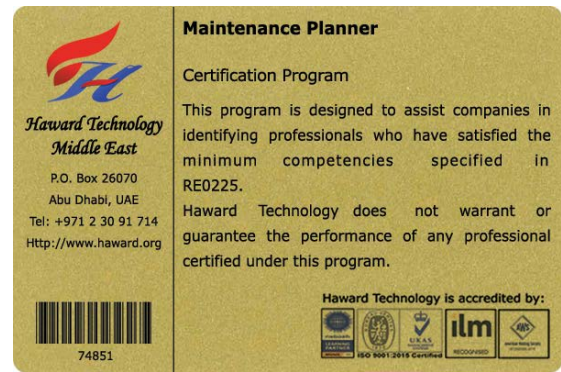 Haward Technology
Middle East
P.O. Box 26070
Abu Dhabi, UAE
Tel: +971 2 30 91 714
Http://www.haward.org
74851
Maintenance Planner
Certification Program
This program is designed to assist companies in
identifying professionals who have satisfied the
minimum competencies specified in
RE0225.
Haward Technology does not warrant or
guarantee the performance of any professional
certified under this program.
Haward Technology is accredited by:
UKAS
ilm
RECOGNISED
AWS
ISO 9001:2015 Certified